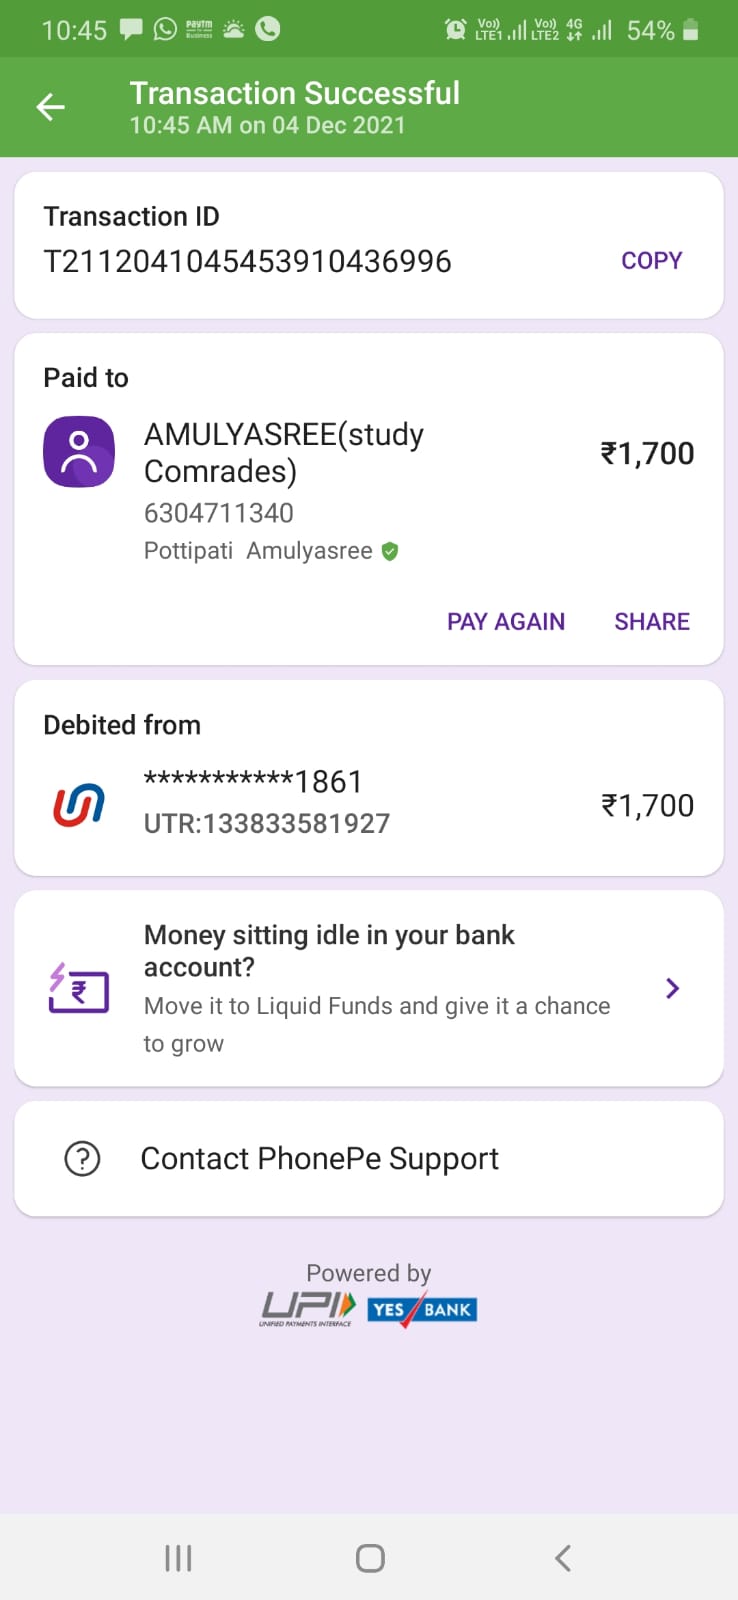 10:45
Paytm
Business
Vo))
LTE1
Vo))
LTE2
4G
54%
Transaction Successful
10:45 AM on 04 Dec 2021
Transaction ID
T2112041045453910436996
COPY
Paid to
AMULYASREE(study
Comrades)
₹1,700
6304711340
Pottipati Amulyasree
PAY AGAIN SHARE
Debited from
***********1861
₹1,700
UTR:133833581927
Money sitting idle in your bank
account?
Move it to Liquid Funds and give it a chance
to grow
Contact PhonePe Support
Powered by
UPI
UNIFIED PAYMENTS INTERFACE
YES BANK